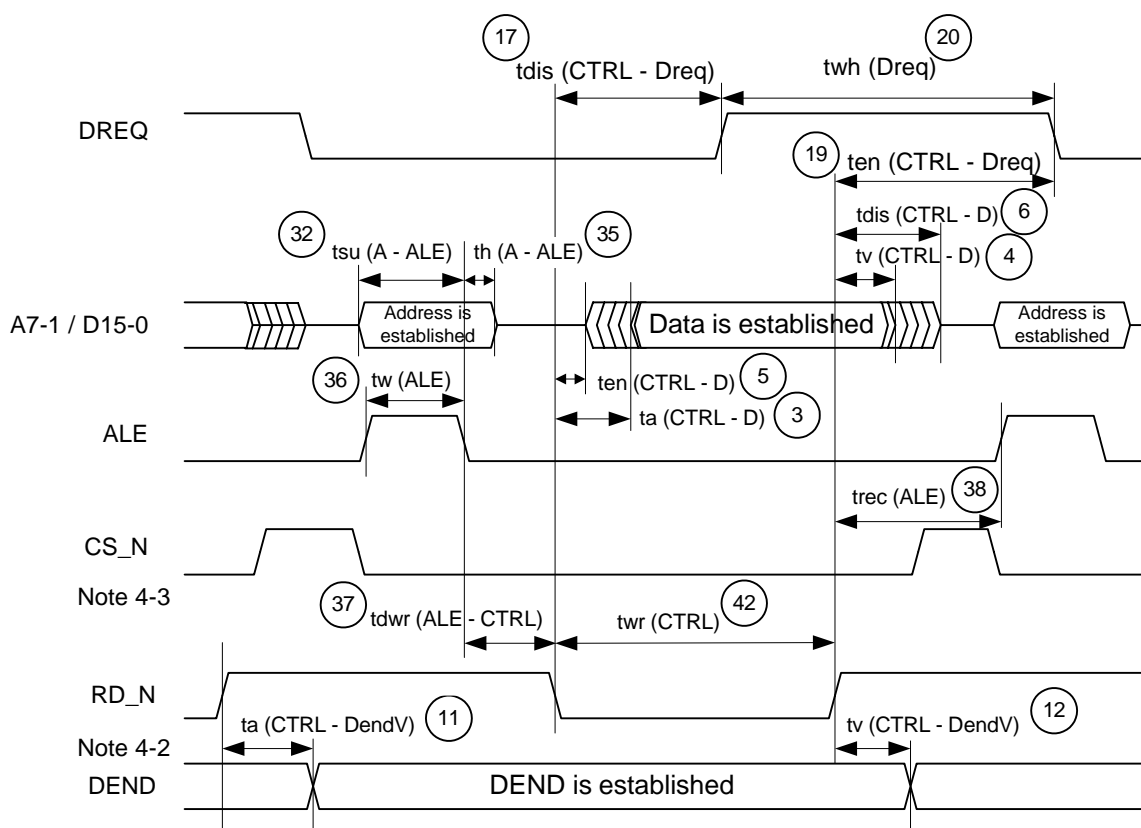 17
20
tdis (CTRL - Dreq)
twh (Dreq)
DREQ
19
ten (CTRL - Dreq)
32
35
6
tdis (CTRL - D)
tsu (A - ALE)
th (A - ALE)
tv (CTRL - D)
4
A7-1 / D15-0
Address is
established
Data is established
Address is
established
36
tw (ALE)
ten (CTRL - D)
5
ALE
ta (CTRL - D)
3
trec (ALE)
38
CS_N
Note 4-3
37
tdwr (ALE - CTRL)
twr (CTRL)
42
RD_N
ta (CTRL - DendV)
11
tv (CTRL - DendV)
12
Note 4-2
DEND
DEND is established